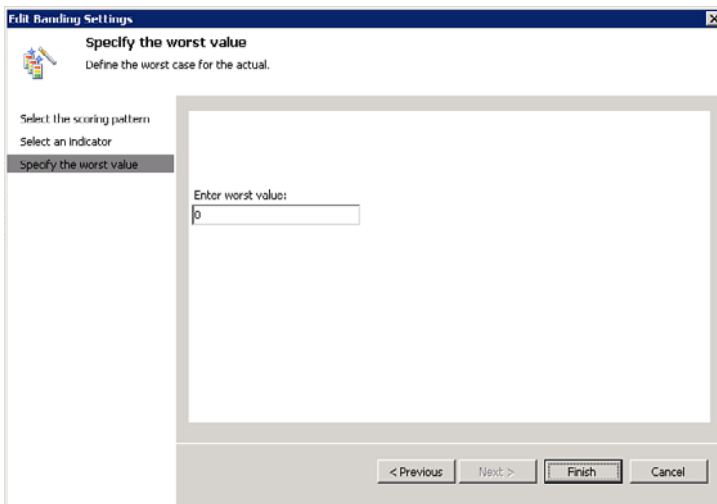 Edit Banding Settings
Specify the worst value
Define the worst case for the actual.
Select the scoring pattern
Select an indicator
Specify the worst value
Enter worst value:
0
< Previous
Next >
Finish
Cancel